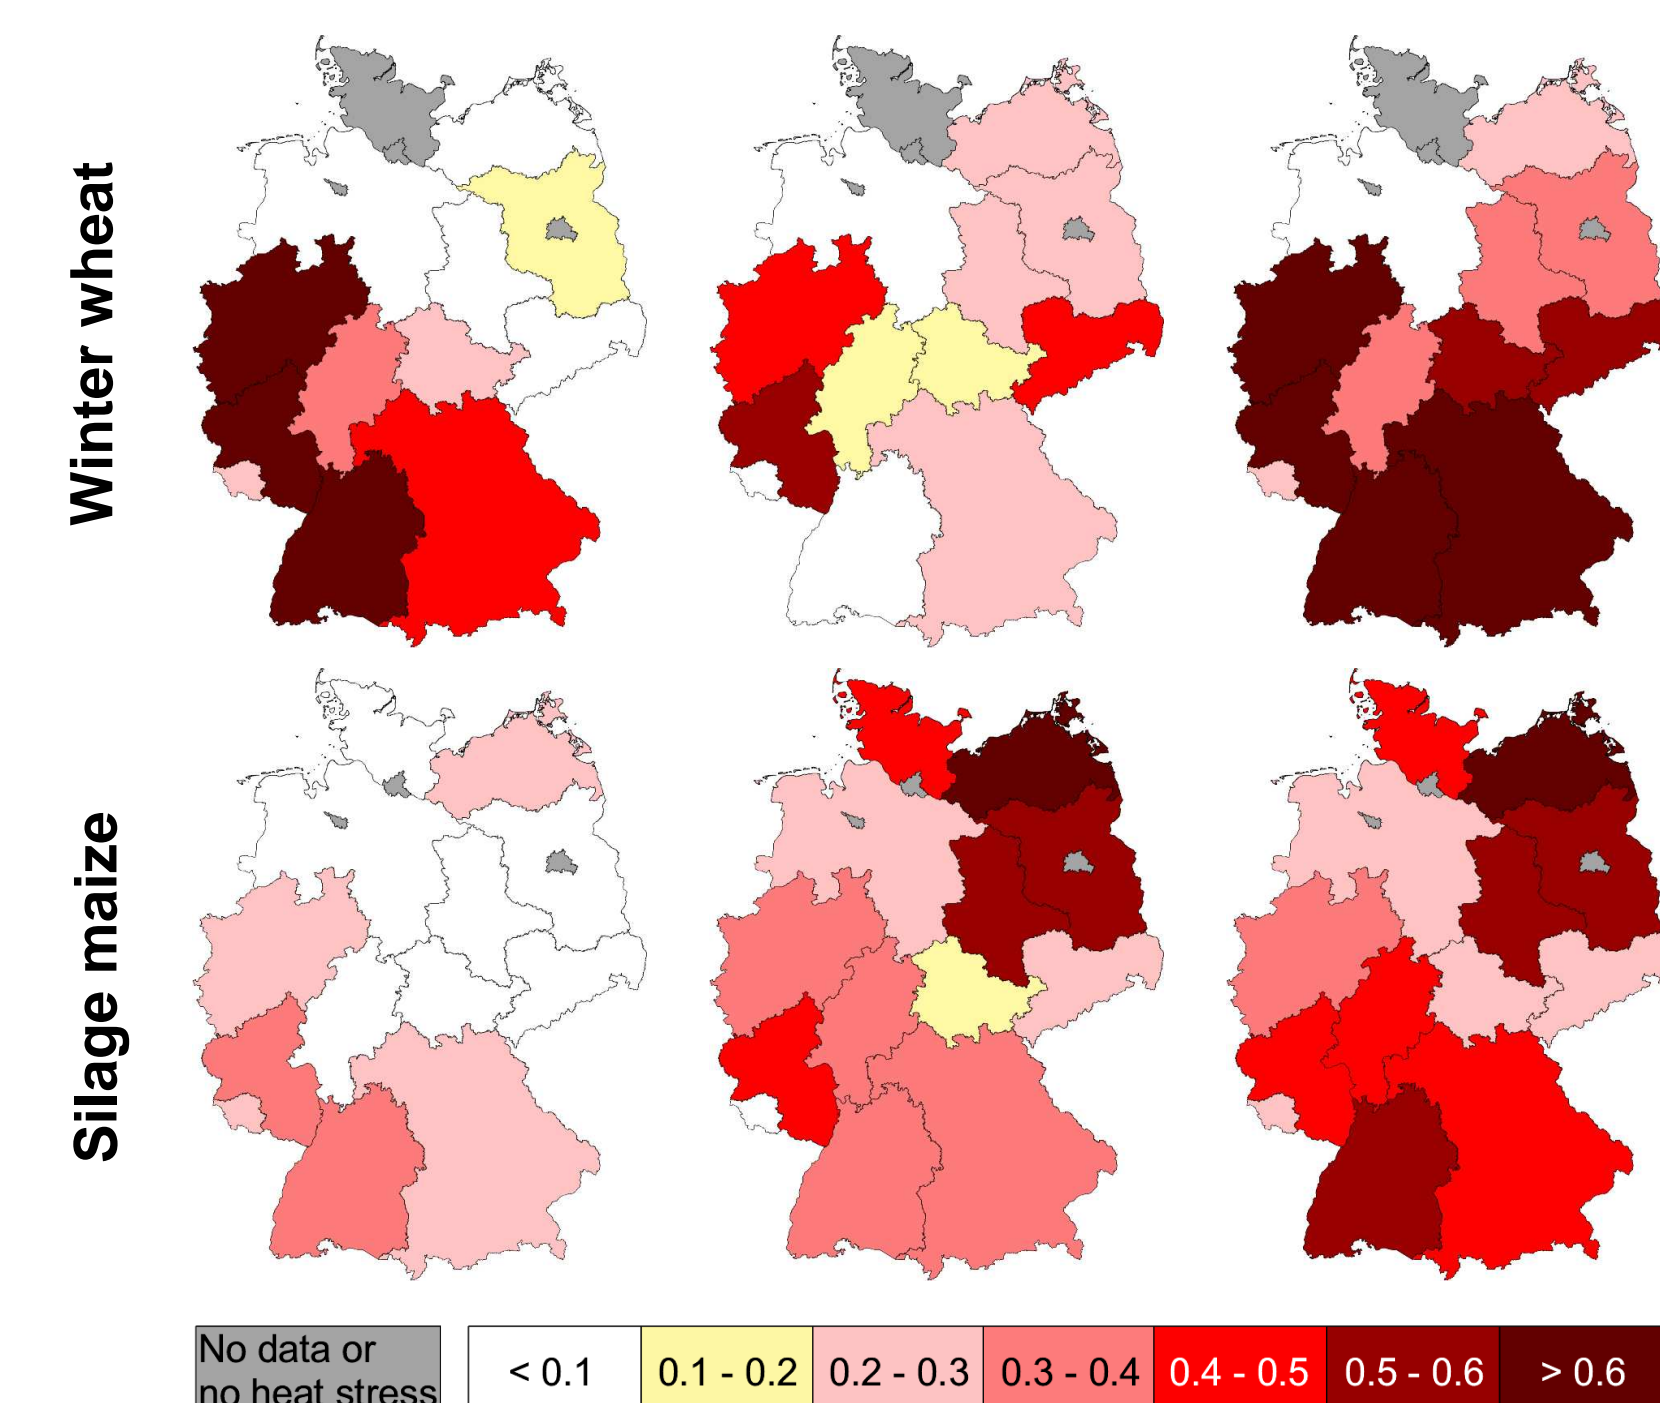 Winter wheat
Silage maize
No data or
no heat stress
< 0.1
0.1 - 0.2
0.2 - 0.3
0.3 - 0.4
0.4 - 0.5
0.5 - 0.6
> 0.6